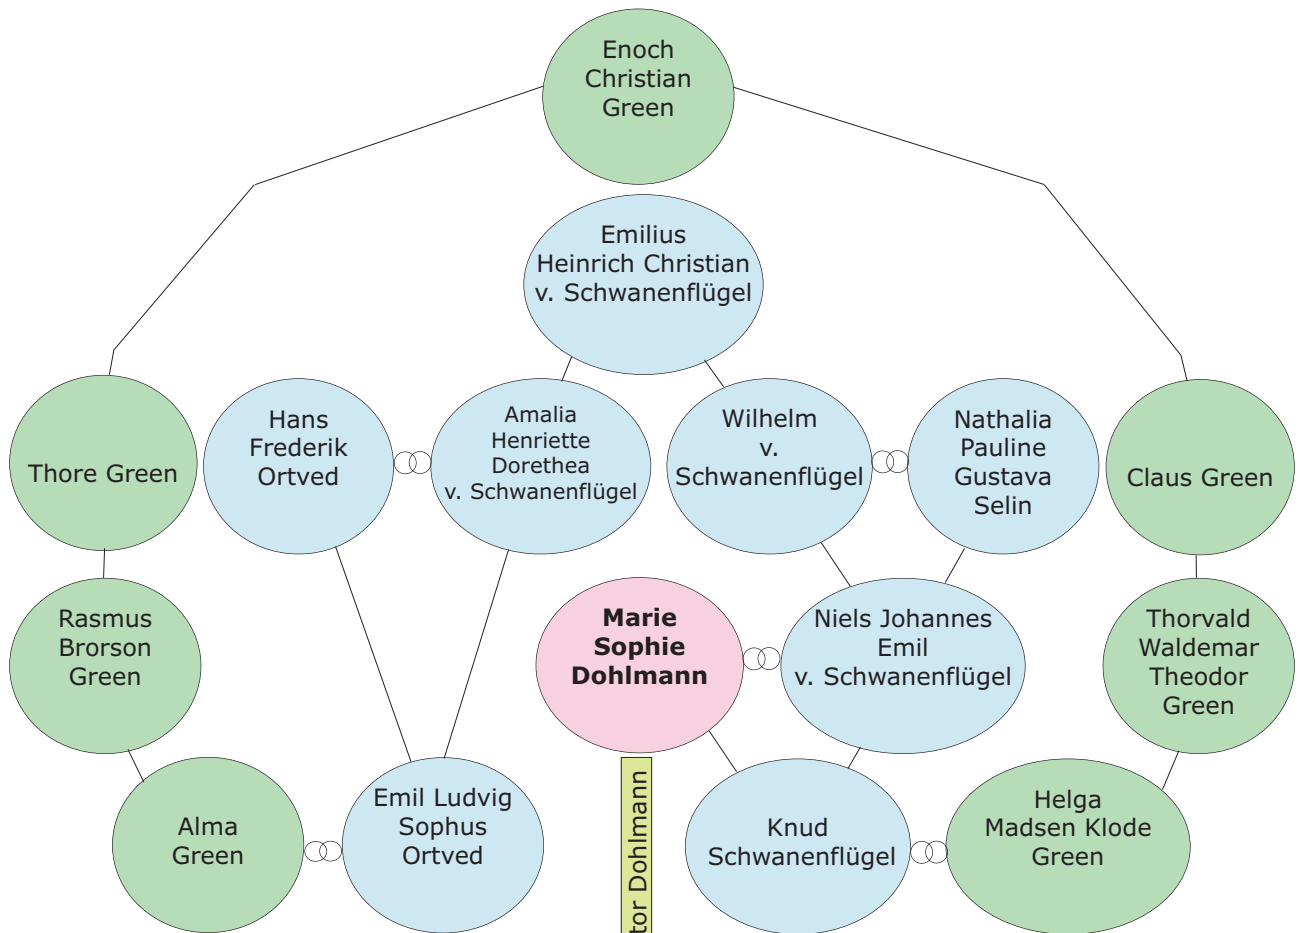 Enoch
Christian
Green
Emilius
Heinrich Christian
v. Schwanenflügel
Thore Green
Hans
Frederik
Ortved
Amalia
Henriette
Dorethea
v. Schwanenflügel
Wilhelm
v.
Schwanenflügel
Nathalia
Pauline
Gustava
Selin
Claus Green
Rasmus
Brorson
Green
Marie
Sophie
Dohlmann
Niels Johannes
Emil
v. Schwanenflügel
Thorvald
Waldemar
Theodor
Green
Alma
Green
Emil Ludvig
Sophus
Ortved
tor Dohlmann
Knud
Schwanenflügel
Helga
Madsen Klode
Green